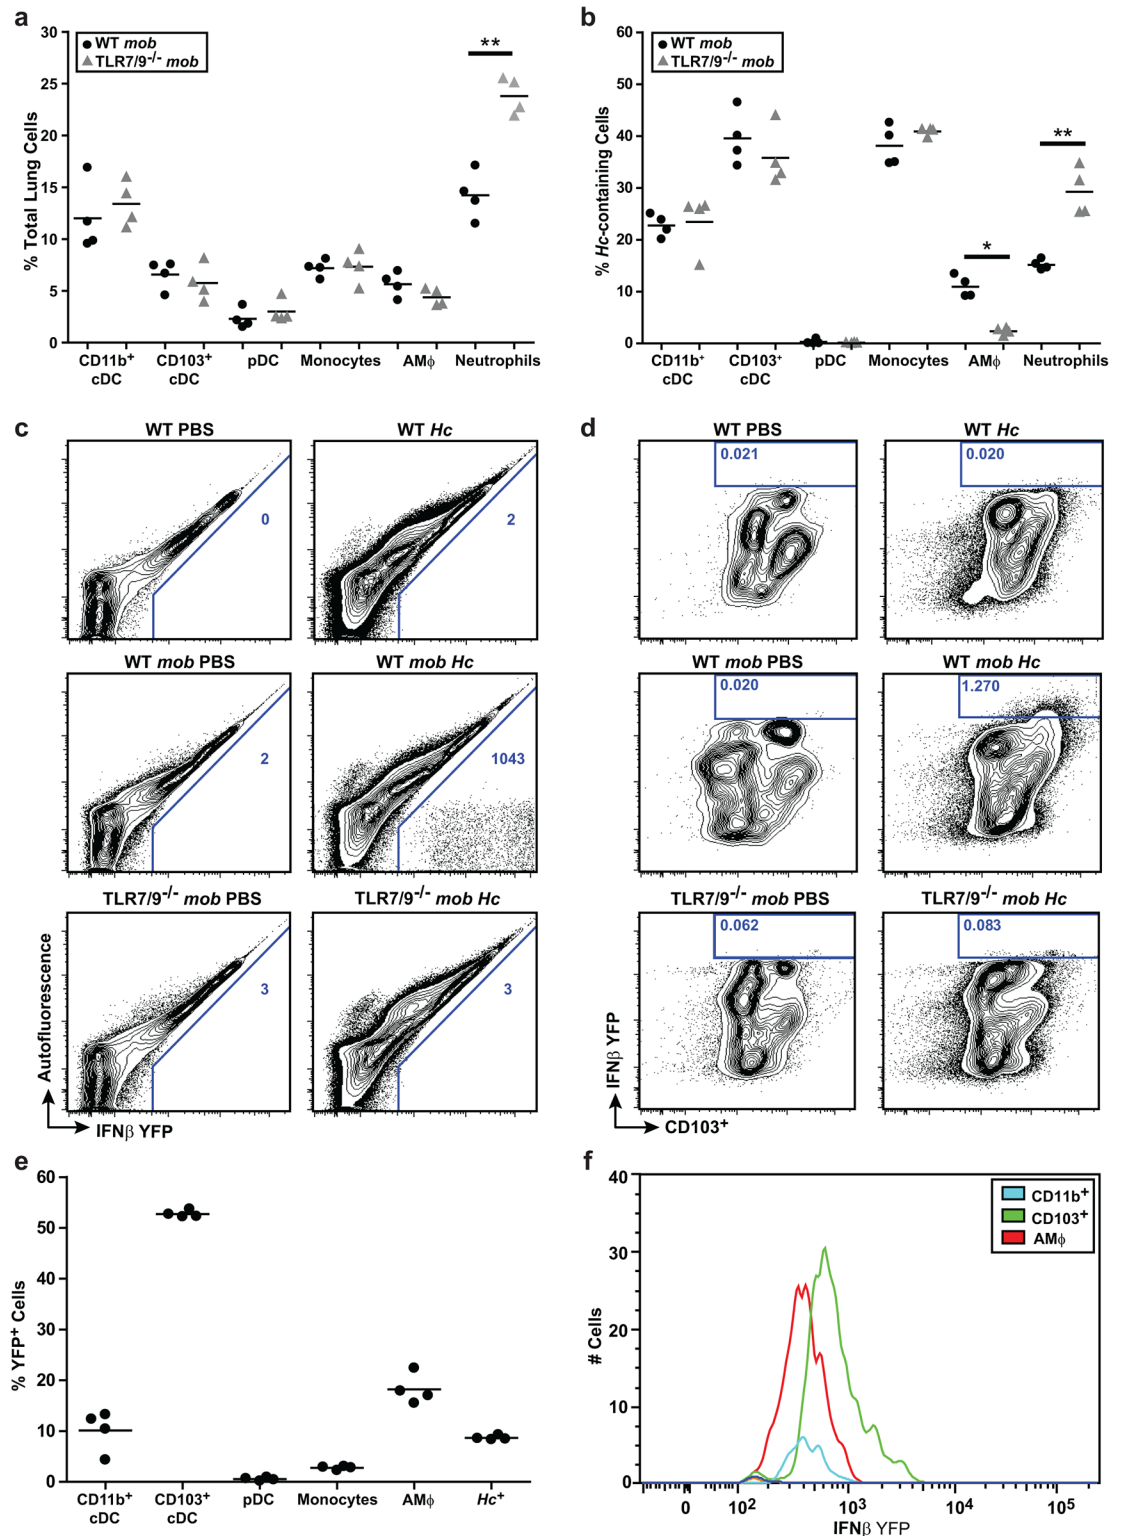 a
30
25
20
15
10
5
0
% Total Lung Cells
WT mob
TLR7/9-/- mob
**
CD11b+ cDC
CD103+ cDC
pDC
Monocytes
AMϕ
Neutrophils
b
60
50
40
30
20
10
0
% Hc-containing Cells
WT mob
TLR7/9-/- mob
*
**
CD11b+ cDC
CD103+ cDC
pDC
Monocytes
AMϕ
Neutrophils
c
WT PBS
0
WT Hc
2
WT mob PBS
2
WT mob Hc
1043
TLR7/9-/- mob PBS
3
TLR7/9-/- mob Hc
3
Autofluorescence
IFNβ YFP
d
WT PBS
0.021
WT Hc
0.020
WT mob PBS
0.020
WT mob Hc
1.270
TLR7/9-/- mob PBS
0.062
TLR7/9-/- mob Hc
0.083
IFNβ YFP
CD103+
e
60
50
40
30
20
10
0
% YFP+ Cells
CD11b+ cDC
CD103+ cDC
pDC
Monocytes
AMϕ
Hc+
f
40
30
20
10
0
# Cells
CD11b+
CD103+
AMϕ
0
10²
10³
10⁴
10⁵
IFNβ YFP